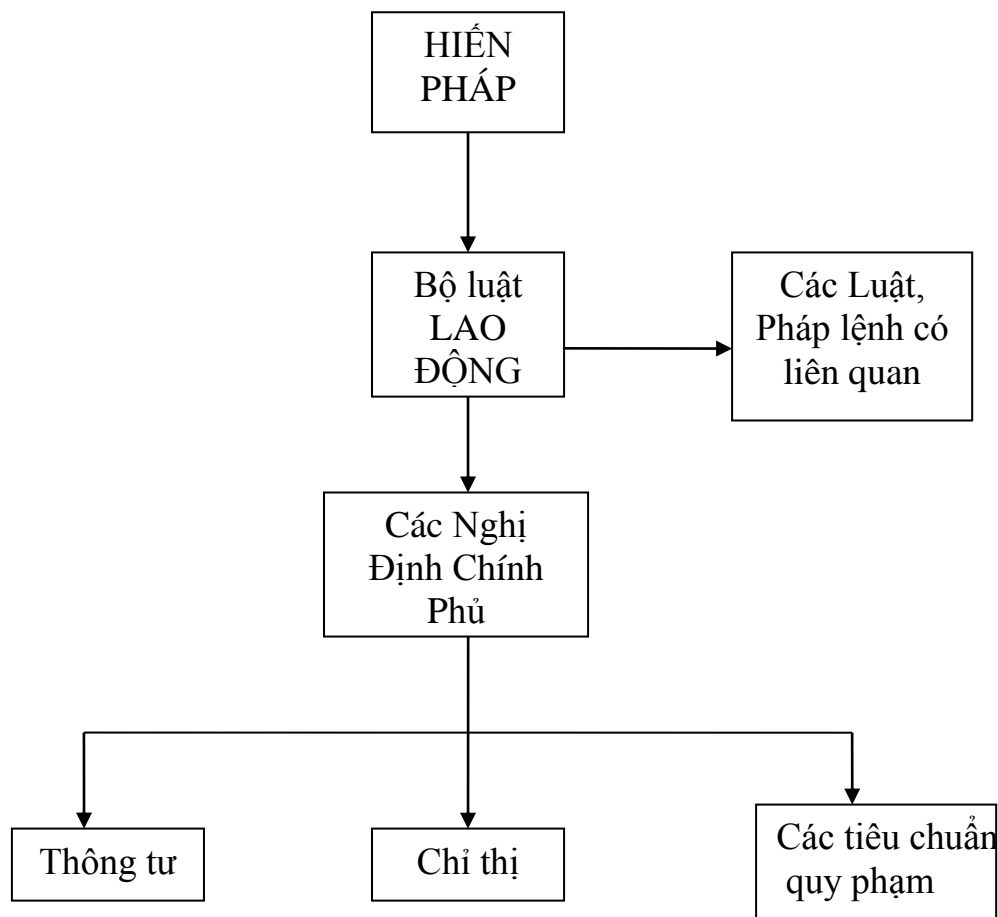 HIẾN
PHÁP
Bộ luật
LAO
ĐỘNG
Các Luật,
Pháp lệnh có
liên quan
Các Nghị
Định Chính
Phủ
Thông tư
Chỉ thị
Các tiêu chuẩn
quy phạm